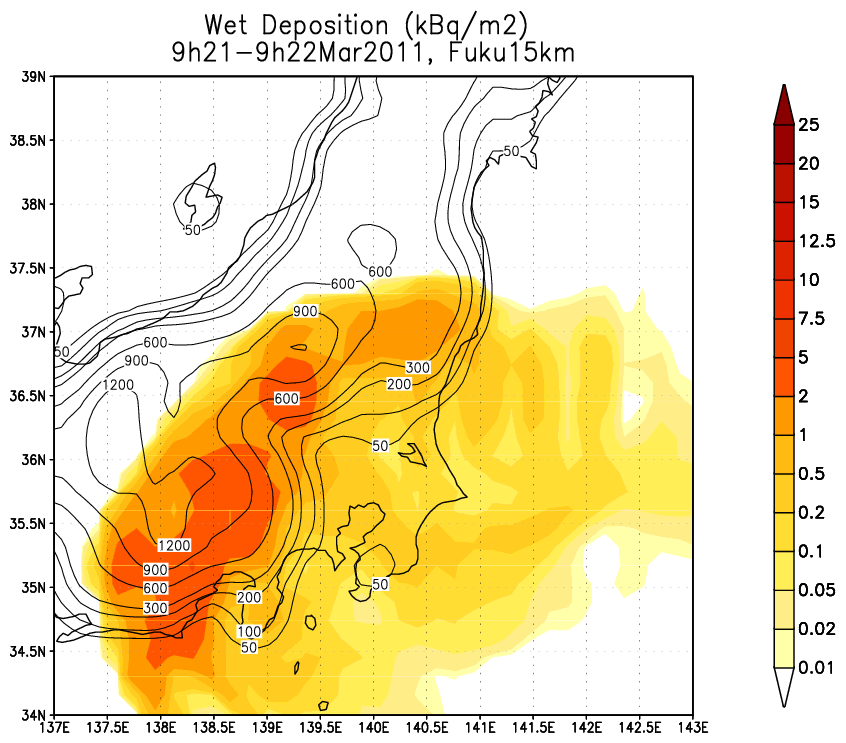 Wet Deposition (kBq/m2)
9h21-9h22Mar2011, Fuku15km
39N
38.5N
38N
37.5N
37N
36.5N
36N
35.5N
35N
34.5N
34N
137E 137.5E 138E 138.5E 139E 139.5E 140E 140.5E 141E 141.5E 142E 142.5E 143E
50
50
600
600
900
50
600
900
1200
300
200
600
50
1200
900
600
300
50
200
100
50
25
20
15
12.5
10
7.5
5
2
1
0.5
0.2
0.1
0.05
0.02
0.01